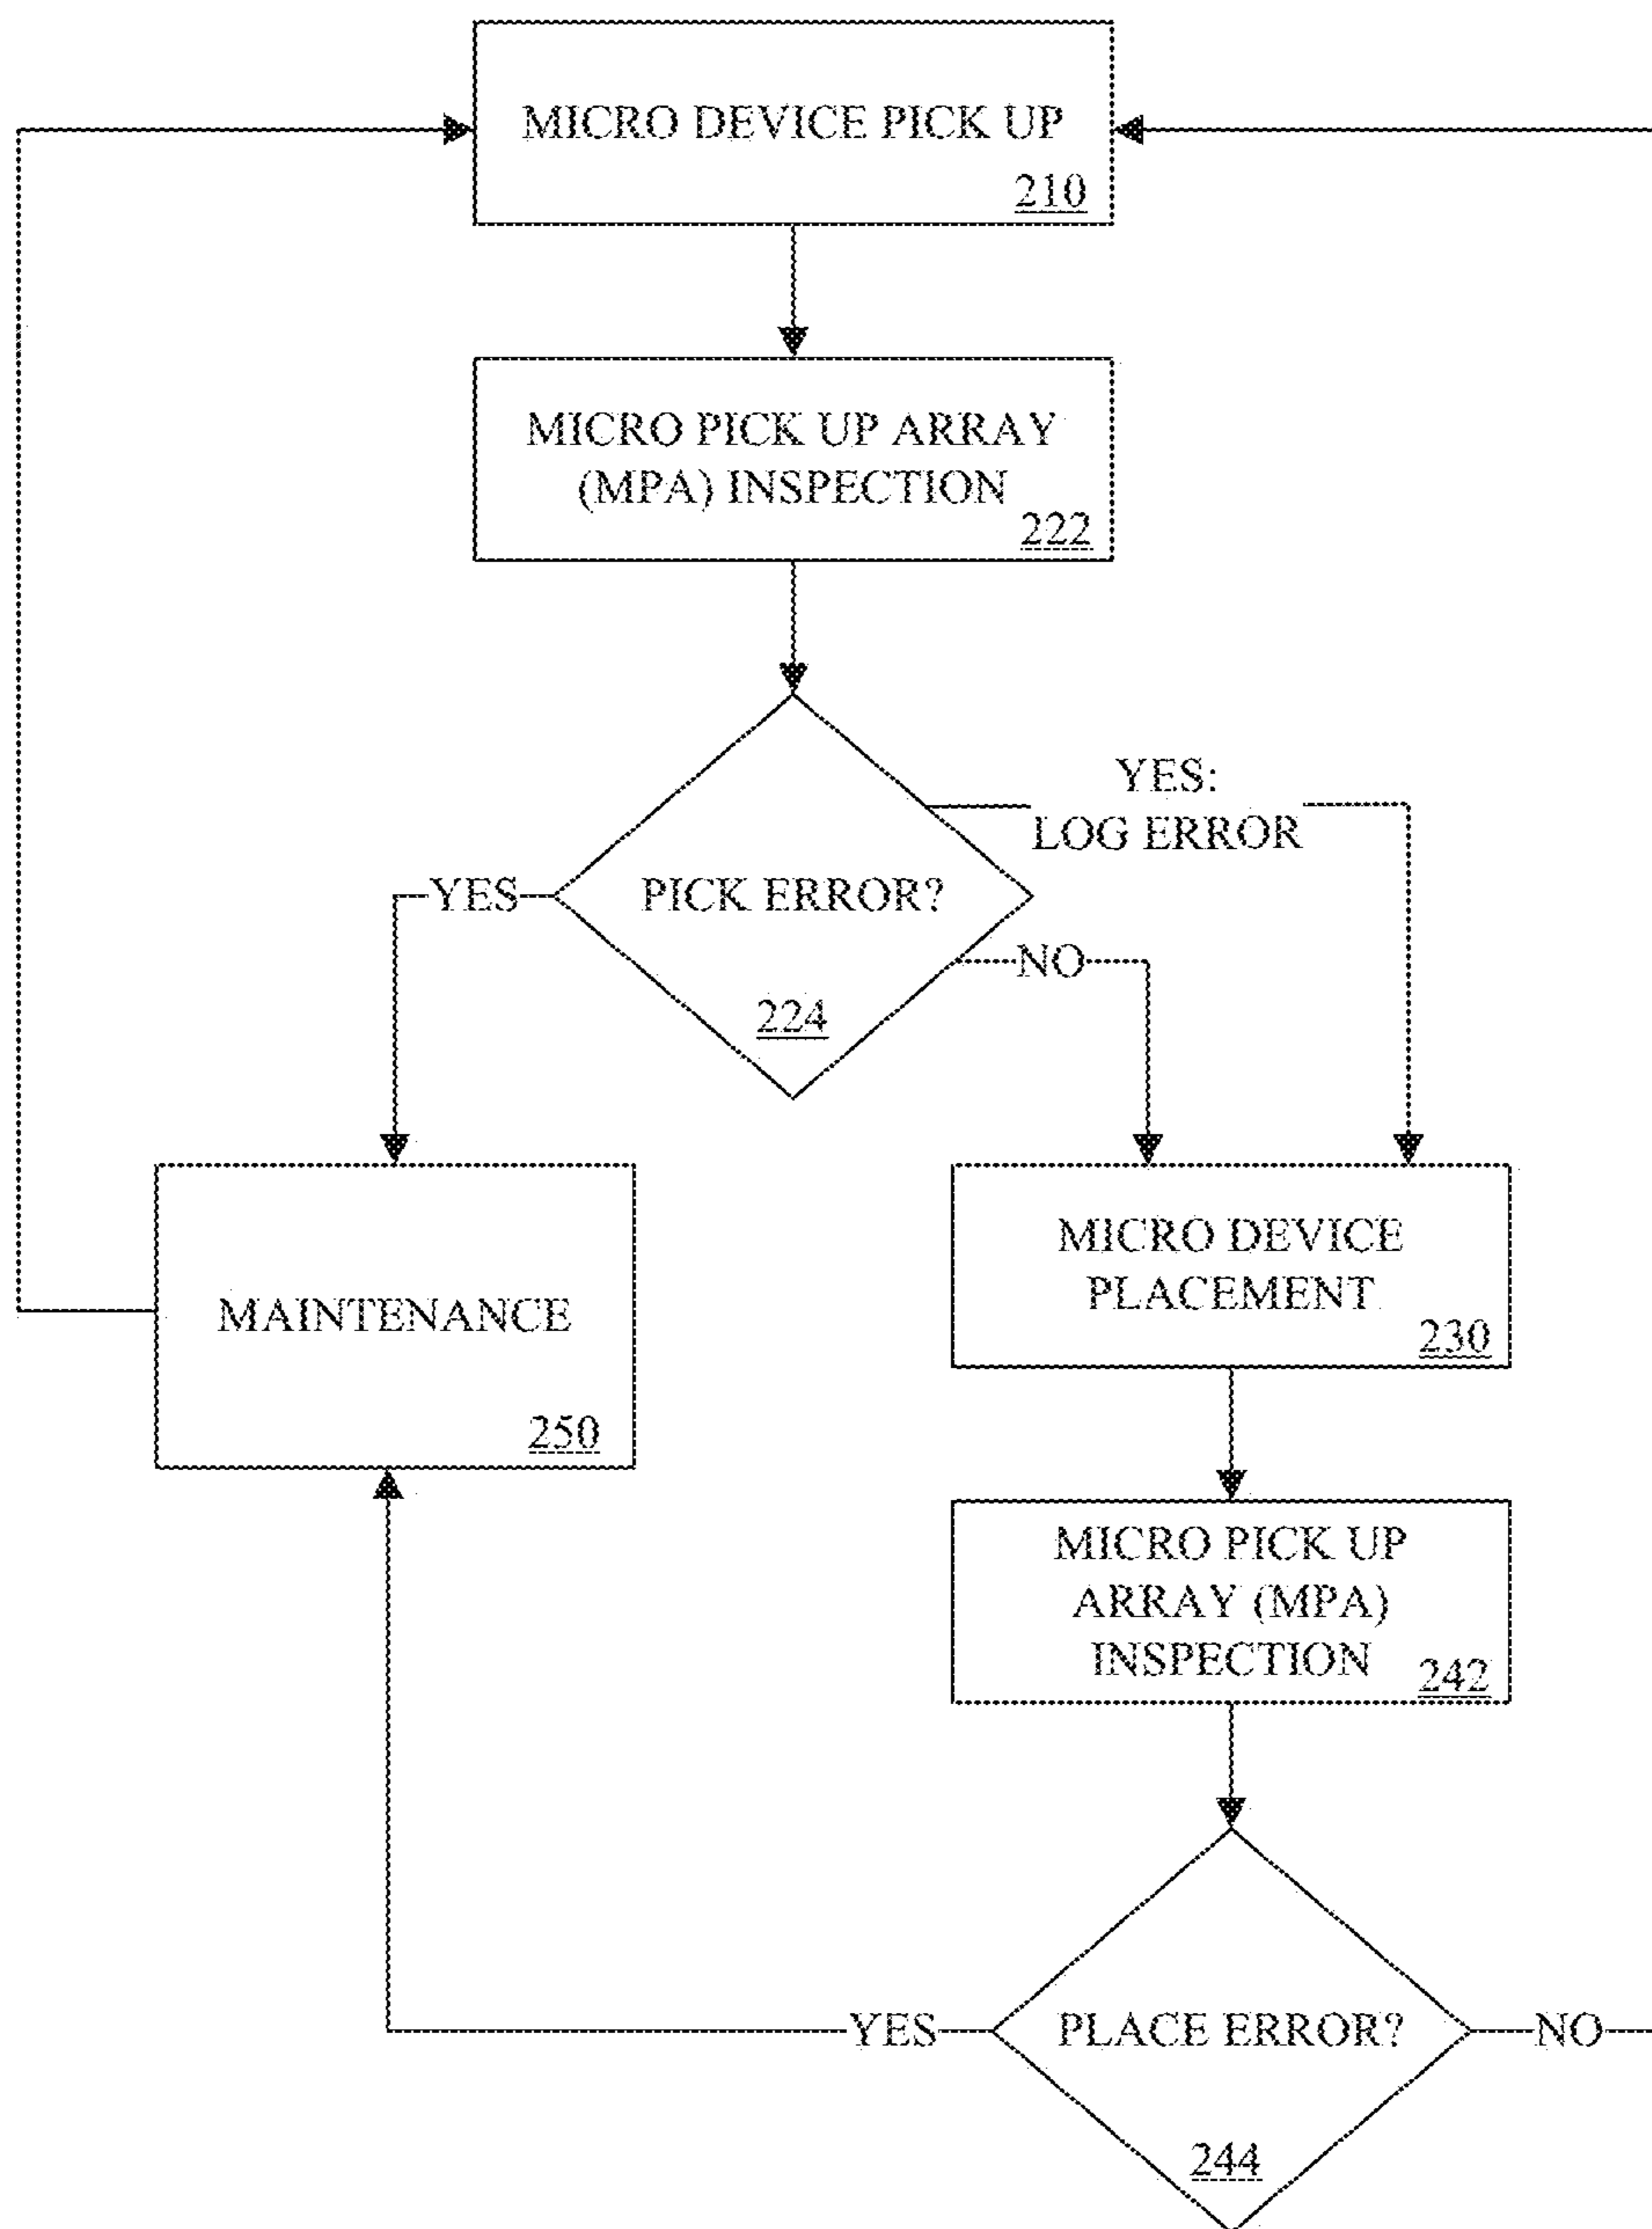 MICRO DEVICE PICK UP
210
MICRO PICK UP ARRAY
(MPA) INSPECTION
222
YES:
LOG ERROR
YES
PICK ERROR?
NO
224
MAINTENANCE
250
MICRO DEVICE
PLACEMENT
230
MICRO PICK UP
ARRAY (MPA)
INSPECTION
242
YES
PLACE ERROR?
NO
244